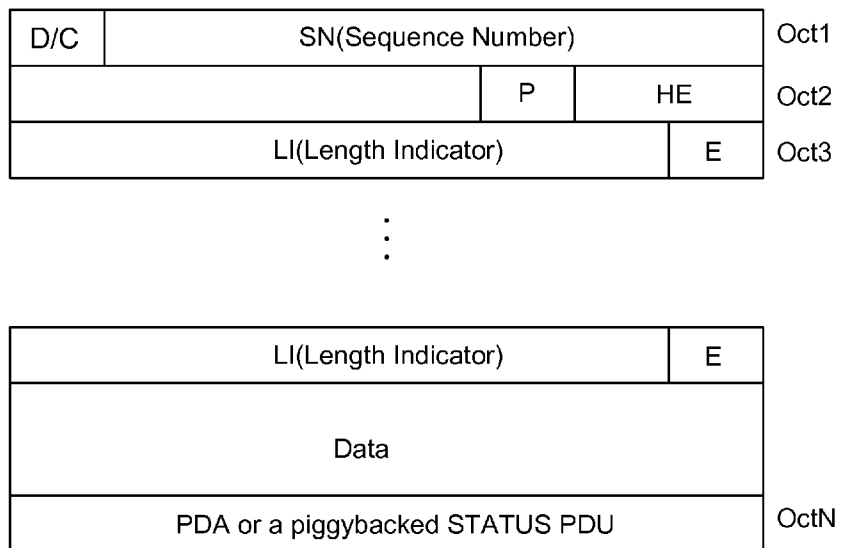 D/C SN(Sequence Number) Oct1
P HE Oct2
LI(Length Indicator) E Oct3
LI(Length Indicator) E
Data
PDA or a piggybacked STATUS PDU OctN